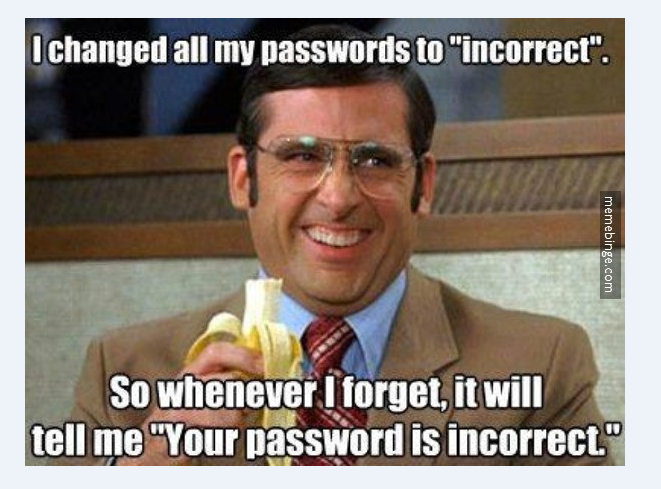 I changed all my passwords to "incorrect".
memebinge.com
So whenever I forget, it will
tell me "Your password is incorrect."